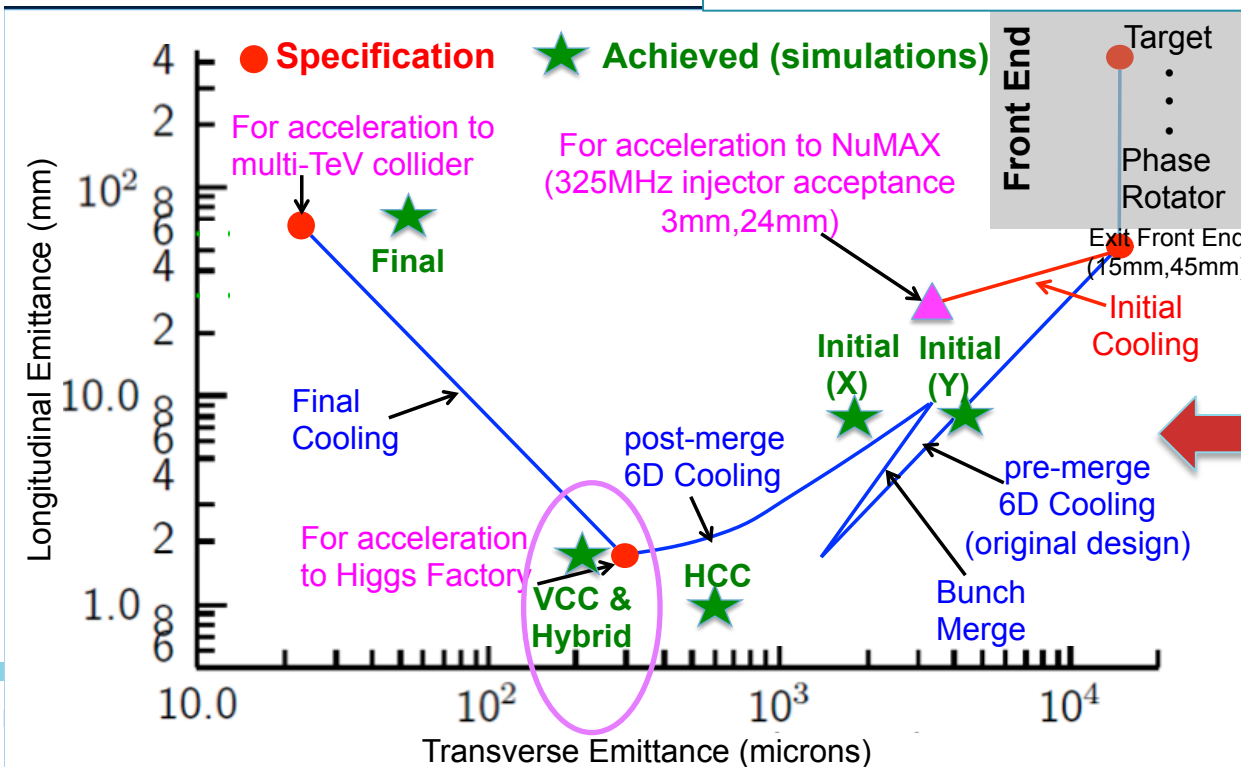 Specification
Achieved (simulations)
Front End
Target
Phase
Rotator
Exit Front End
(15mm,45mm)
For acceleration to
multi-TeV collider
For acceleration to NuMAX
(325MHz injector acceptance
3mm,24mm)
Final
Initial
Cooling
Initial
(X)
Initial
(Y)
Final
Cooling
post-merge
6D Cooling
pre-merge
6D Cooling
(original design)
For acceleration
to Higgs Factory
VCC &
Hybrid
HCC
Bunch
Merge
Longitudinal Emittance (mm)
4
2
10²
8
6
4
2
10.0
8
6
4
2
1.0
8
6
10.0
10²
10³
10⁴
Transverse Emittance (microns)